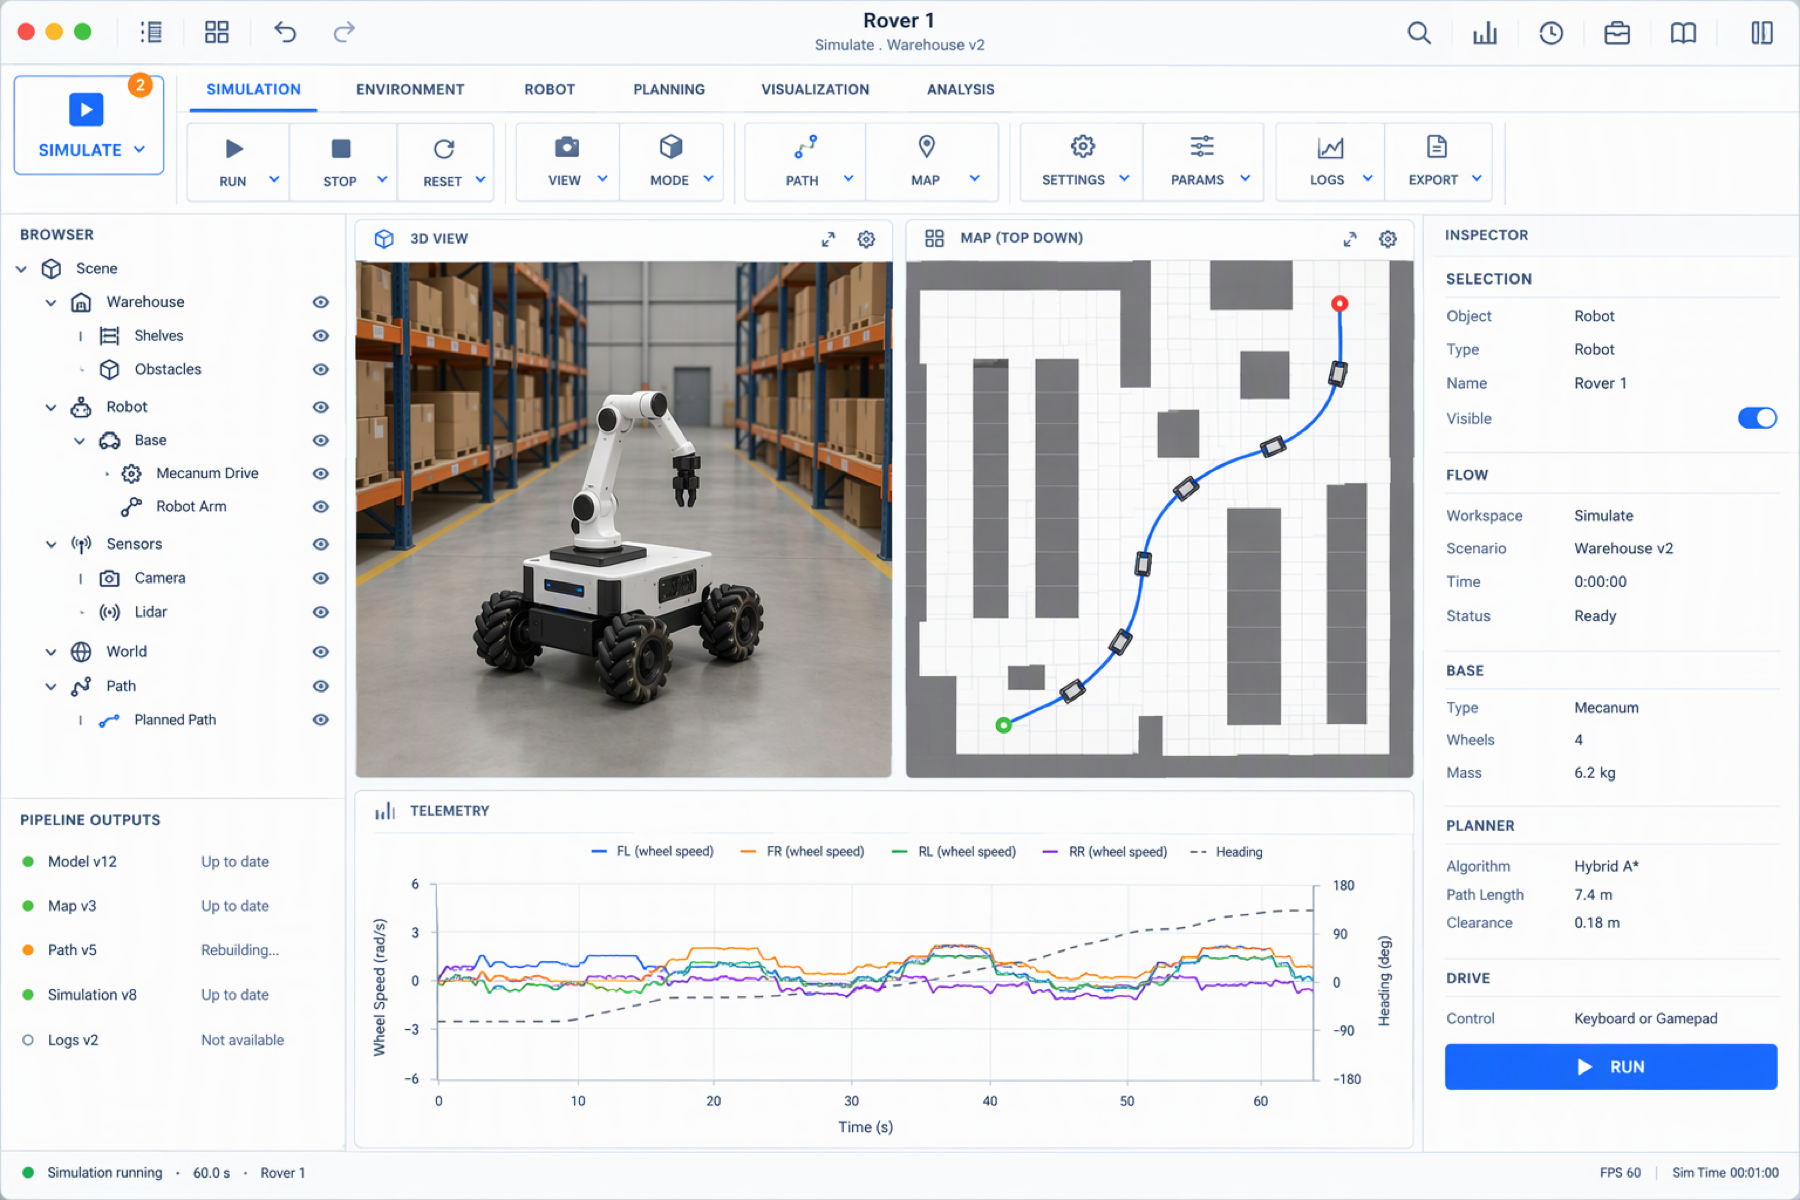 Rover 1
Simulate . Warehouse v2
2
SIMULATE
SIMULATION
ENVIRONMENT
ROBOT
PLANNING
VISUALIZATION
ANALYSIS
RUN
STOP
RESET
VIEW
MODE
PATH
MAP
SETTINGS
PARAMS
LOGS
EXPORT
BROWSER
Scene
Warehouse
Shelves
Obstacles
Robot
Base
Mecanum Drive
Robot Arm
Sensors
Camera
Lidar
World
Path
Planned Path
PIPELINE OUTPUTS
Model v12 Up to date
Map v3 Up to date
Path v5 Rebuilding...
Simulation v8 Up to date
Logs v2 Not available
3D VIEW
MAP (TOP DOWN)
TELEMETRY
FL (wheel speed) FR (wheel speed) RL (wheel speed) RR (wheel speed) Heading
Wheel Speed (rad/s)
6
3
0
−3
−6
180
90
0
−90
−180
Heading (deg)
0 10 20 30 40 50 60
Time (s)
INSPECTOR
SELECTION
Object Robot
Type Robot
Name Rover 1
Visible
FLOW
Workspace Simulate
Scenario Warehouse v2
Time 0:00:00
Status Ready
BASE
Type Mecanum
Wheels 4
Mass 6.2 kg
PLANNER
Algorithm Hybrid A*
Path Length 7.4 m
Clearance 0.18 m
DRIVE
Control Keyboard or Gamepad
RUN
Simulation running · 60.0 s · Rover 1
FPS 60 | Sim Time 00:01:00